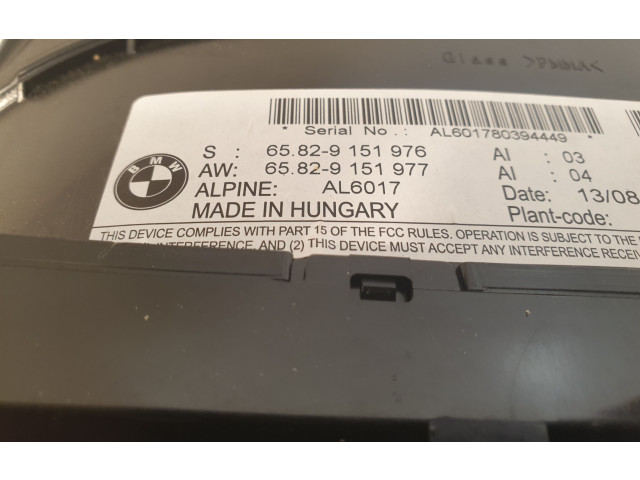 Glass
* Serial No.: AL601780394449 *
BMW
S : 65.82-9 151 976 AI : 03
AW: 65.82-9 151 977 AI : 04
ALPINE: AL6017 Date: 13/08
MADE IN HUNGARY Plant-code:
THIS DEVICE COMPLIES WITH PART 15 OF THE FCC RULES. OPERATION IS SUBJECT TO THE
INTERFERENCE, AND (2) THIS DEVICE MUST ACCEPT ANY INTERFERENCE RECEIV